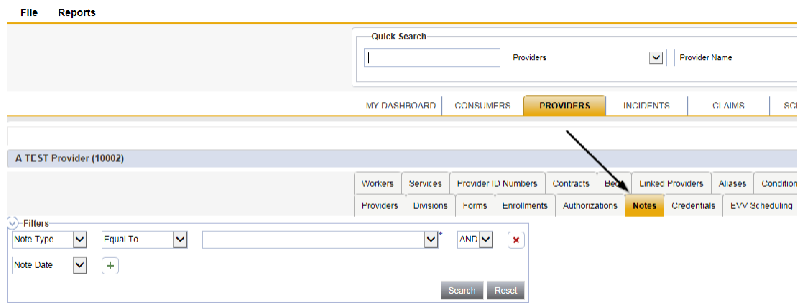 File Reports
Quick Search
Providers Provider Name
MY DASHBOARD CONSUMERS PROVIDERS INCIDENTS CLAIMS
A TEST Provider (10002)
Workers Services Provider ID Numbers Contracts Linked Providers Aliases
Providers Divisions Forms Enrollments Authorizations Notes Credentials EVV Scheduling
Filters
Note Type Equal To * AND
Note Date
Search Reset